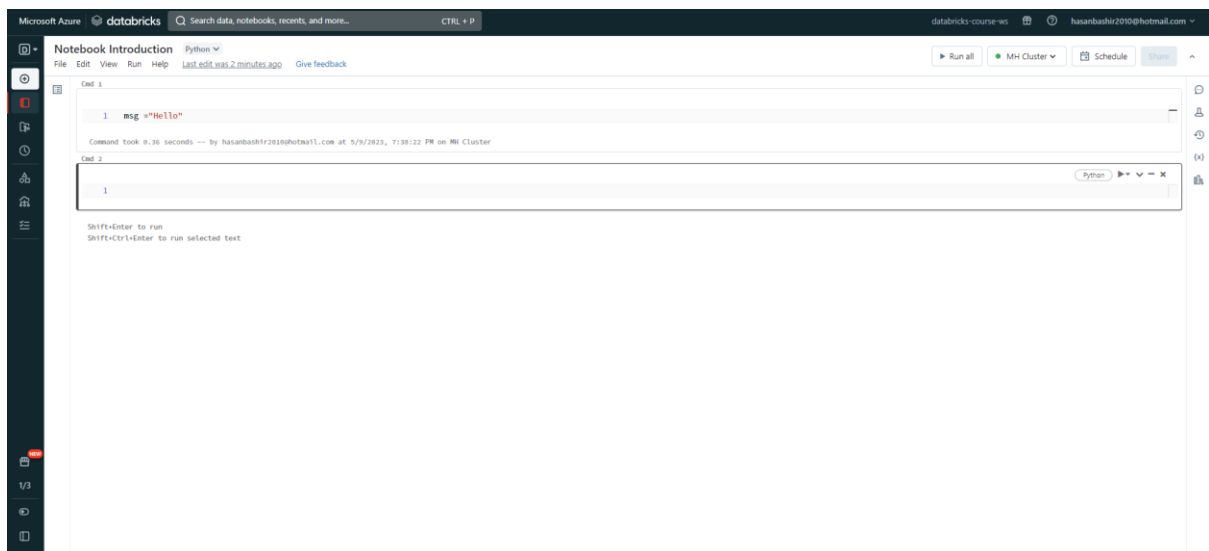 Microsoft Azure databricks Search data, notebooks, recents, and more... CTRL + P databricks-course-ws hasanbashir2010@hotmail.com
D Notebook Introduction Python
File Edit View Run Help Last edit was 2 minutes ago Give feedback Run all MH Cluster Schedule Share
Cmd 1
1 msg ="Hello"
Command took 0.36 seconds -- by hasanbashir2010@hotmail.com at 5/9/2023, 7:38:22 PM on MH Cluster
Cmd 2
Python
1
Shift+Enter to run
Shift+Ctrl+Enter to run selected text
{x}
NEW
1/3